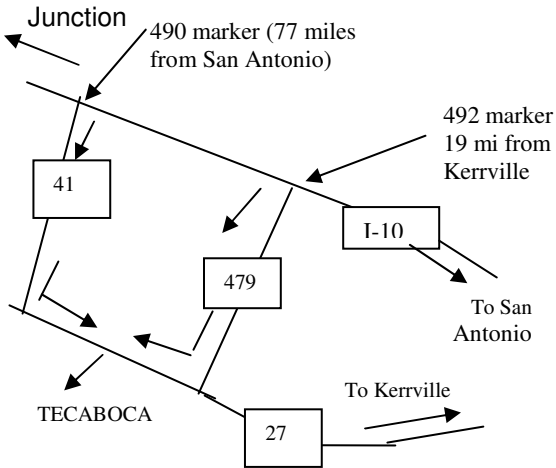 Junction
490 marker (77 miles
from San Antonio)
492 marker
19 mi from
Kerrville
41
I-10
479
To San
Antonio
To Kerrville
TECABOCA
27